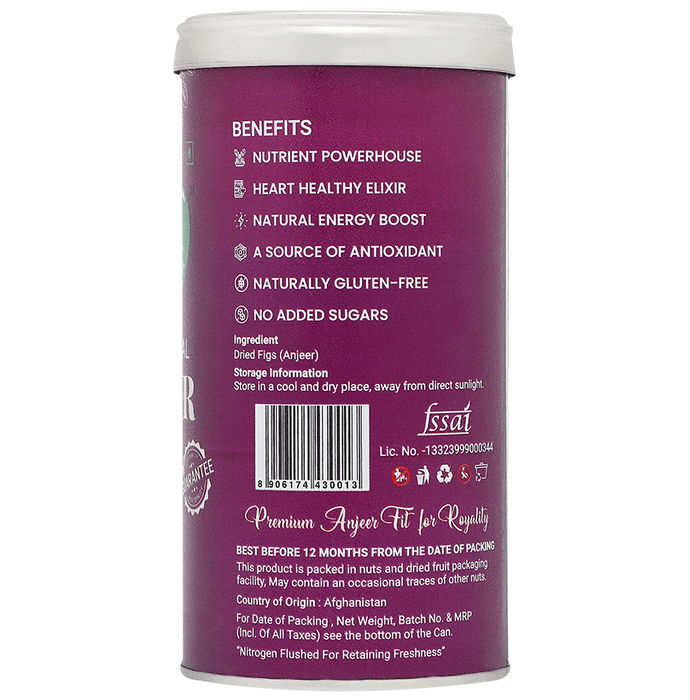 BENEFITS
NUTRIENT POWERHOUSE
HEART HEALTHY ELIXIR
NATURAL ENERGY BOOST
A SOURCE OF ANTIOXIDANT
NATURALLY GLUTEN-FREE
NO ADDED SUGARS
Ingredient
Dried Figs (Anjeer)
Storage Information
Store in a cool and dry place, away from direct sunlight.
8 906174 430013
fssai
Lic. No. -13323999000344
AL
R
ARANTEE
Premium Anjeer Fit for Royality
BEST BEFORE 12 MONTHS FROM THE DATE OF PACKING
This product is packed in nuts and dried fruit packaging
facility, May contain an occasional traces of other nuts.
Country of Origin : Afghanistan
For Date of Packing , Net Weight, Batch No. & MRP
(Incl. Of All Taxes) see the bottom of the Can.
"Nitrogen Flushed For Retaining Freshness"